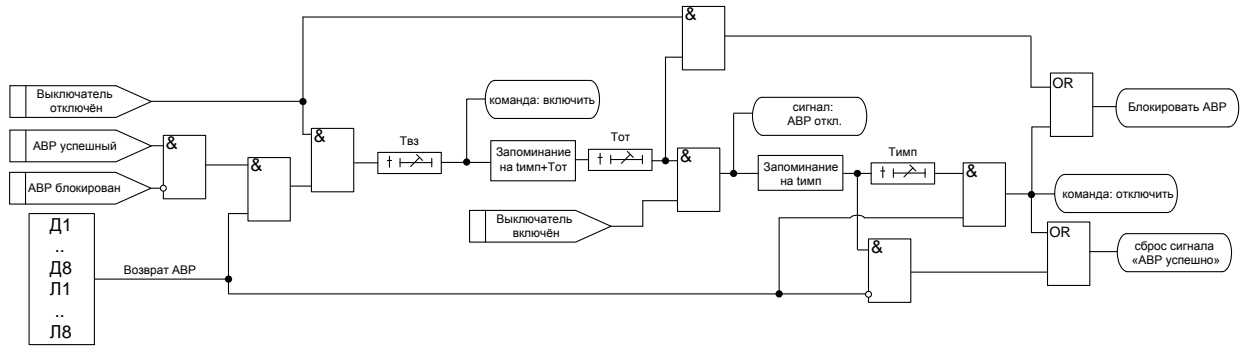 &
OR
Блокировать АВР
Выключатель
отключён
команда: включить
сигнал:
АВР откл.
АВР успешный
&
&
Твз
Запоминание
на tимп+Tот
Тот
&
Запоминание
на tимп
Тимп
&
АВР блокирован
&
команда: отключить
Выключатель
включён
OR
сброс сигнала
«АВР успешно»
Д1
..
Д8
Л1
..
Л8
Возврат АВР
&